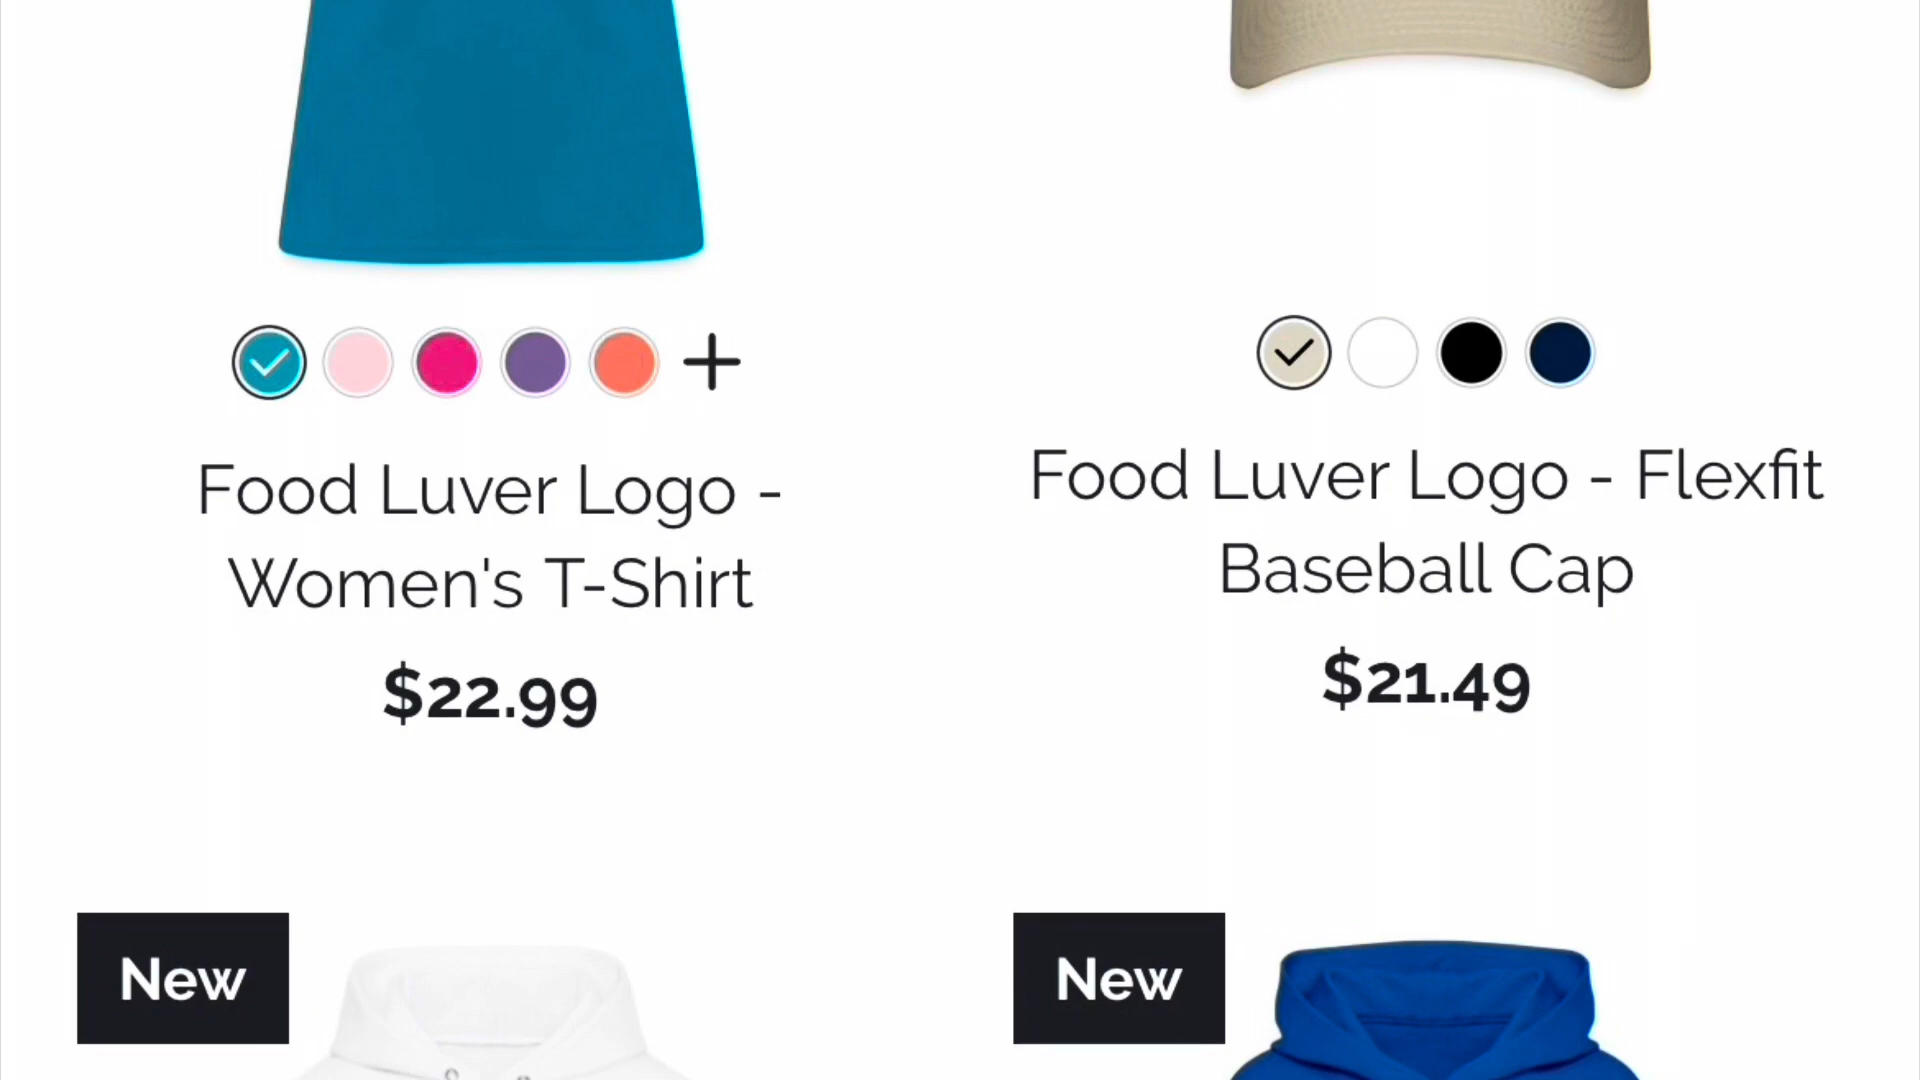 Food Luver Logo -
Women's T-Shirt
$22.99
Food Luver Logo - Flexfit
Baseball Cap
$21.49
New
New